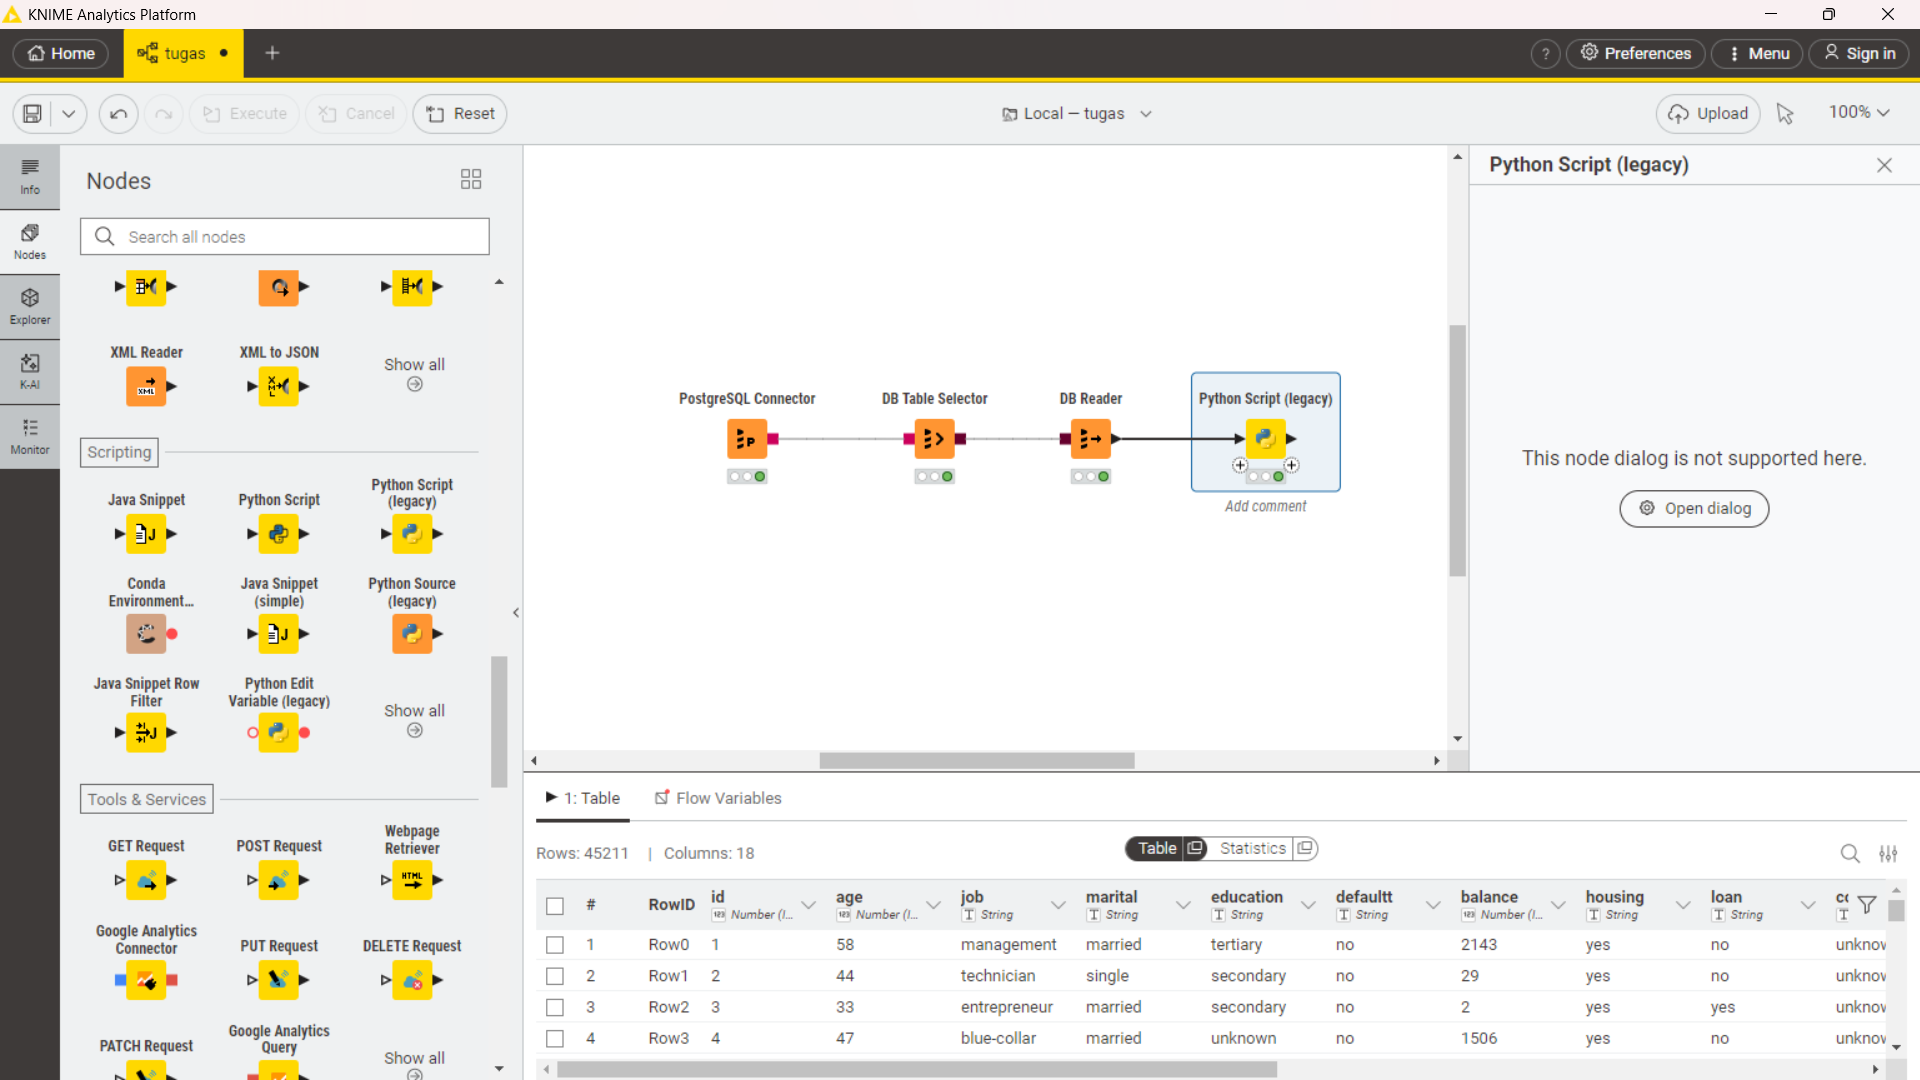 KNIME Analytics Platform
Home
tugas
?
Preferences
Menu
Sign in
Execute
Cancel
Reset
Local — tugas
Upload
100%
Info
Nodes
Explorer
K-AI
Monitor
Nodes
Search all nodes
XML Reader
XML to JSON
Show all
XML
Scripting
Java Snippet
Python Script
Python Script
(legacy)
Conda
Environment...
Java Snippet
(simple)
Python Source
(legacy)
Java Snippet Row
Filter
Python Edit
Variable (legacy)
Show all
Tools & Services
GET Request
POST Request
Webpage
Retriever
HTML
Google Analytics
Connector
PUT Request
DELETE Request
PATCH Request
Google Analytics
Query
Show all
PostgreSQL Connector
DB Table Selector
DB Reader
Python Script (legacy)
Add comment
Python Script (legacy)
This node dialog is not supported here.
Open dialog
1: Table
Flow Variables
Rows: 45211 | Columns: 18
Table
Statistics
# RowID id age job marital education defaultt balance housing loan
Number (I... Number (I... String String String String Number (I... String String
1 Row0 1 58 management married tertiary no 2143 yes no unknow
2 Row1 2 44 technician single secondary no 29 yes no unknow
3 Row2 3 33 entrepreneur married secondary no 2 yes yes unknow
4 Row3 4 47 blue-collar married unknown no 1506 yes no unknow